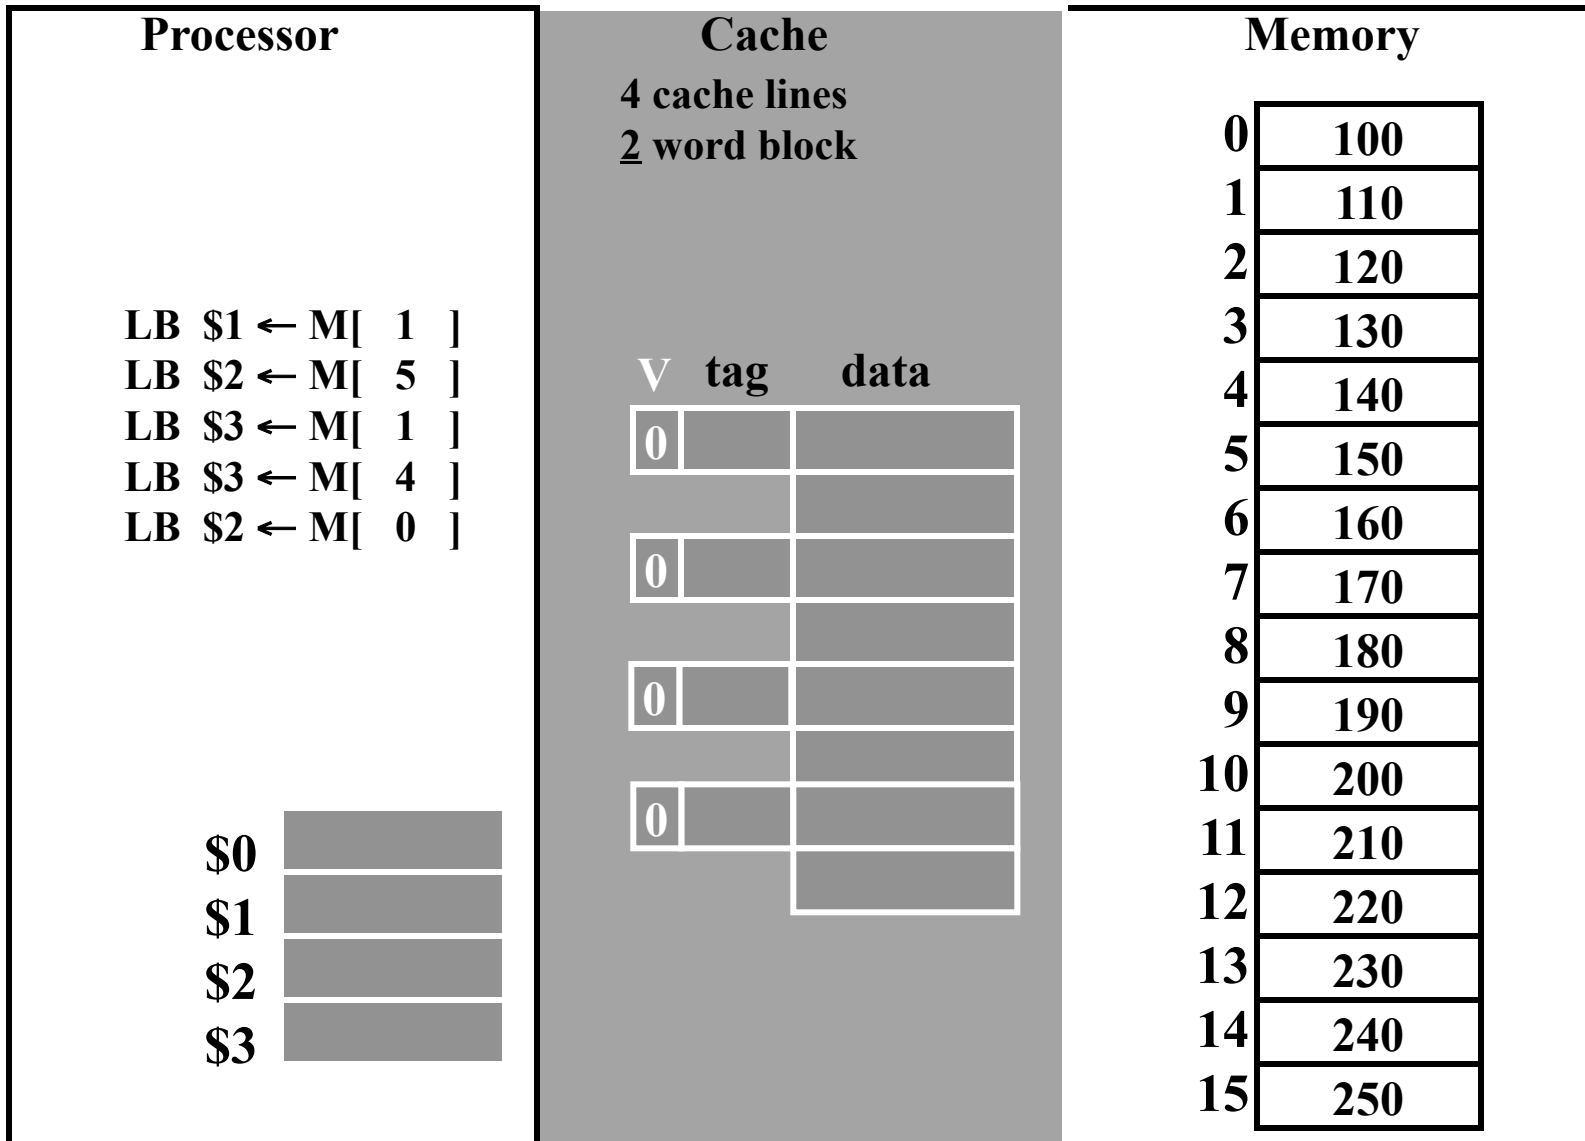 Processor
LB $1 ← M[ 1 ]
LB $2 ← M[ 5 ]
LB $3 ← M[ 1 ]
LB $3 ← M[ 4 ]
LB $2 ← M[ 0 ]
$0
$1
$2
$3
Cache
4 cache lines
2 word block
V tag data
0
0
0
0
Memory
0 100
1 110
2 120
3 130
4 140
5 150
6 160
7 170
8 180
9 190
10 200
11 210
12 220
13 230
14 240
15 250